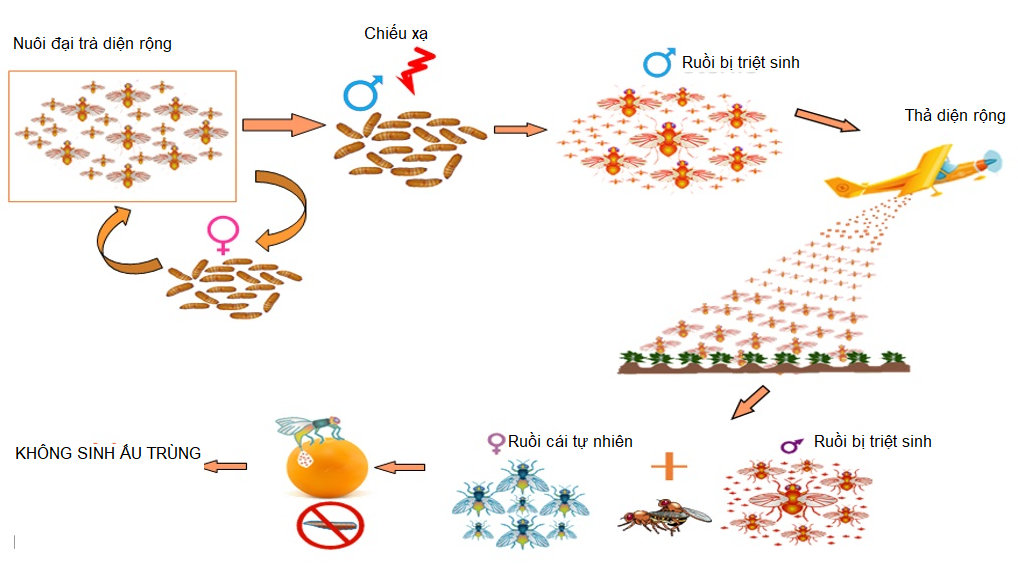 Nuôi đại trà diện rộng
Chiếu xạ
Ruồi bị triệt sinh
Thả diện rộng
KHÔNG SINH ẤU TRÙNG
Ruồi cái tự nhiên
Ruồi bị triệt sinh